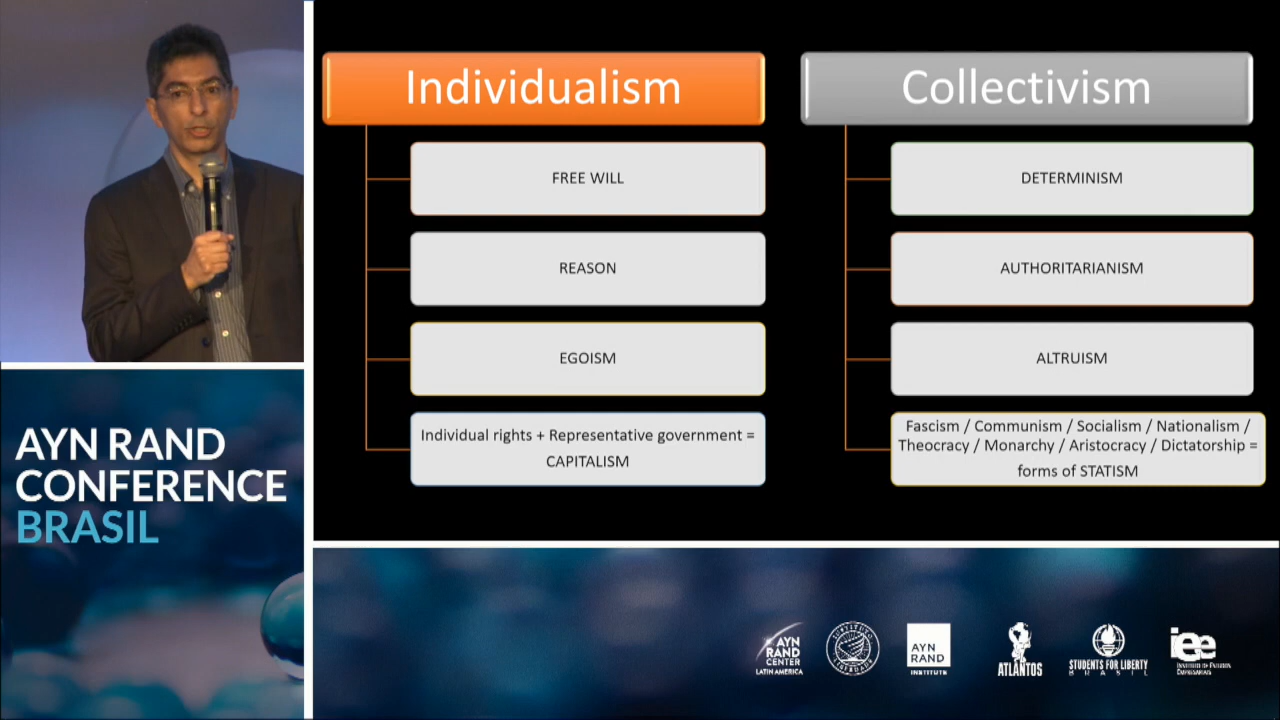 Individualism
FREE WILL
REASON
EGOISM
Individual rights + Representative government =
CAPITALISM
Collectivism
DETERMINISM
AUTHORITARIANISM
ALTRUISM
Fascism / Communism / Socialism / Nationalism /
Theocracy / Monarchy / Aristocracy / Dictatorship =
forms of STATISM
AYN RAND
CONFERENCE
BRASIL
AYN
RAND
CENTER
LATIN AMERICA
AYN
RAND
INSTITUTE
ATLANTOS
STUDENTS FOR LIBERTY
BRASIL
iee